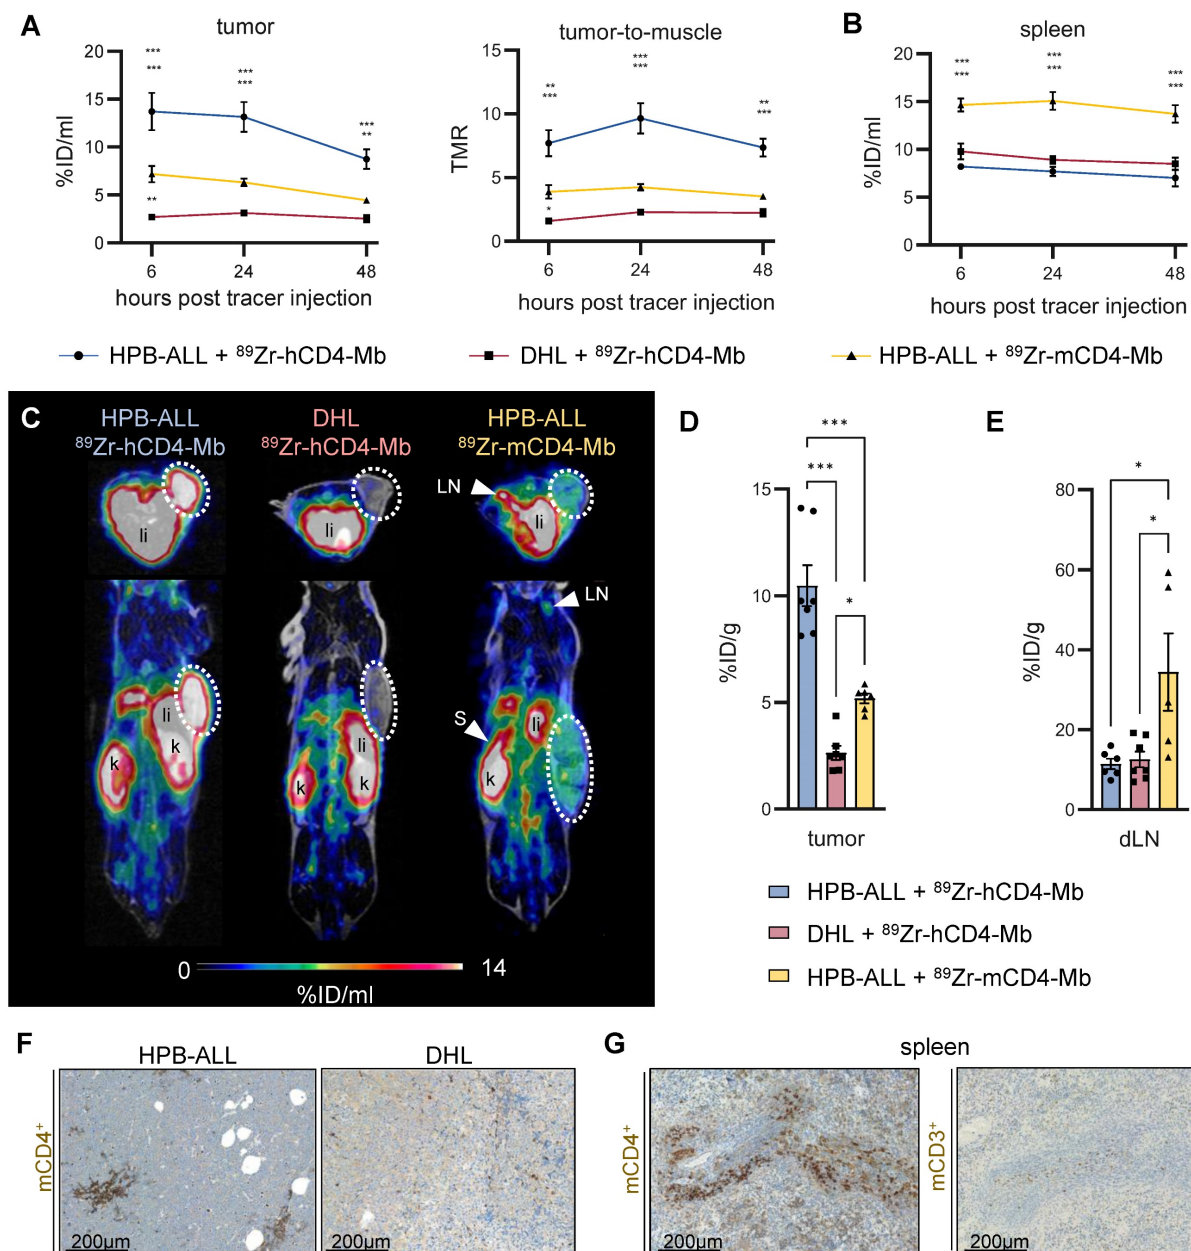 A
tumor
%ID/ml
20
15
10
5
0
***
***
***
***
***
**
**
6
24
48
hours post tracer injection
tumor-to-muscle
TMR
15
10
5
0
**
***
***
***
**
***
*
6
24
48
hours post tracer injection
B
spleen
%ID/ml
20
15
10
5
0
***
***
***
***
***
***
6
24
48
hours post tracer injection
HPB-ALL + ⁸⁹Zr-hCD4-Mb
DHL + ⁸⁹Zr-hCD4-Mb
HPB-ALL + ⁸⁹Zr-mCD4-Mb
C
HPB-ALL
⁸⁹Zr-hCD4-Mb
DHL
⁸⁹Zr-hCD4-Mb
HPB-ALL
⁸⁹Zr-mCD4-Mb
li
li
LN
li
li
k
k
li
k
k
LN
S
li
k
0
14
%ID/ml
D
***
***
*
%ID/g
15
10
5
0
tumor
E
*
*
%ID/g
80
60
40
20
0
dLN
HPB-ALL + ⁸⁹Zr-hCD4-Mb
DHL + ⁸⁹Zr-hCD4-Mb
HPB-ALL + ⁸⁹Zr-mCD4-Mb
F
HPB-ALL
DHL
mCD4⁺
200µm
200µm
G
spleen
mCD4⁺
200µm
mCD3⁺
200µm